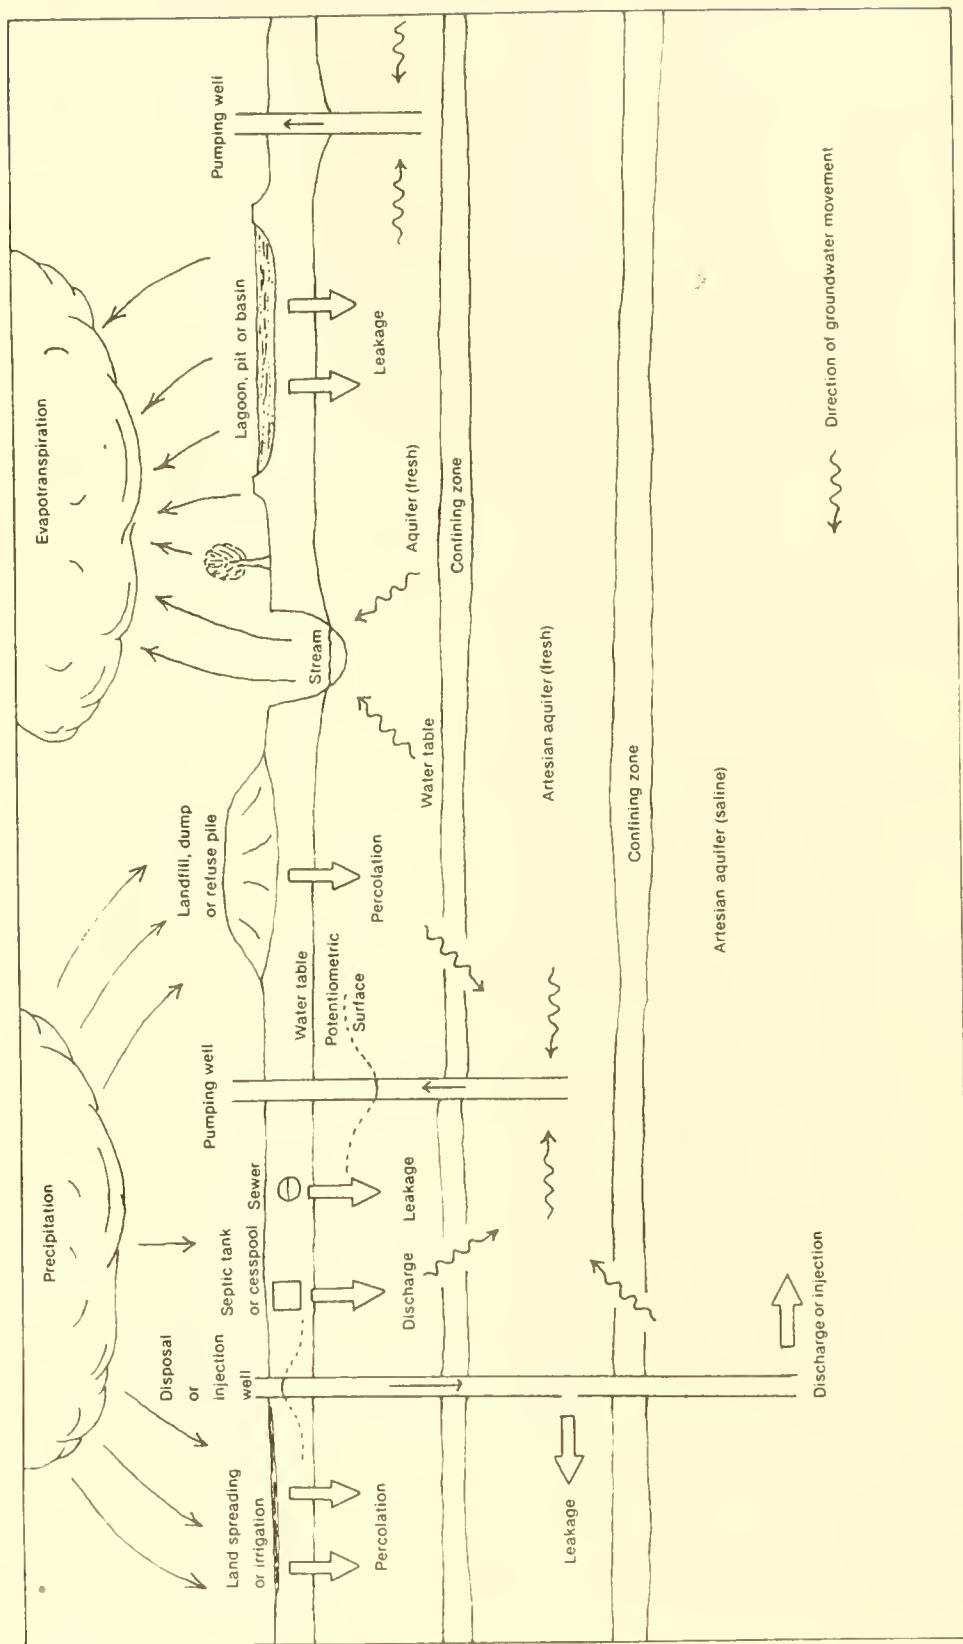 Precipitation
Evapotranspiration
Land spreading
or irrigation
Disposal
or
injection
well
Septic tank
or cesspool
Sewer
Pumping well
Landfill, dump
or refuse pile
Stream
Lagoon, pit or basin
Pumping well
Water table
Potentiometric
Surface
Percolation
Discharge
Leakage
Percolation
Water table
Aquifer (fresh)
Leakage
Confining zone
Leakage
Artesian aquifer (fresh)
Confining zone
Artesian aquifer (saline)
Discharge or injection
Direction of groundwater movement